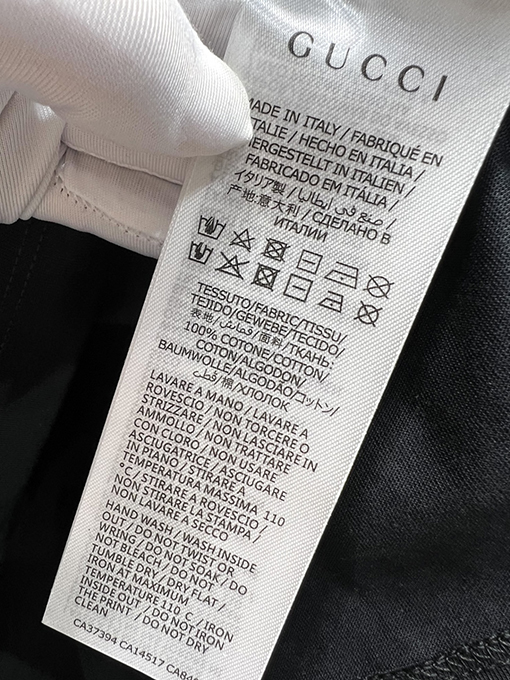 GUCCI
MADE IN ITALY / FABRIQUÉ EN
ITALIE / HECHO EN ITALIA /
HERGESTELLT IN ITALIEN /
FABRICADO EM ITÁLIA /
イタリア製 / صنع في ايطاليا /
产地:意大利 / СДЕЛАНО В
ИТАЛИИ
TESSUTO/FABRIC/TISSU/
TEJIDO/GEWEBE/TECIDO/
表地/قماش/面料/ТКАНЬ:
100% COTONE/COTTON/
COTON/ALGODON/
BAUMWOLLE/ALGODÃO/コットン/
قطن/棉/ХЛОПОК
LAVARE A MANO / LAVARE A
ROVESCIO / NON TORCERE O
STRIZZARE / NON LASCIARE IN
AMMOLLO / NON TRATTARE
CON CLORO / NON USARE
ASCIUGATRICE / ASCIUGARE
IN PIANO / STIRARE A
TEMPERATURA MASSIMA 110
°C / STIRARE A ROVESCIO /
NON STIRARE LA STAMPA /
NON LAVARE A SECCO
HAND WASH / WASH INSIDE
OUT / DO NOT TWIST OR
WRING / DO NOT SOAK / DO
NOT BLEACH / DO NOT
TUMBLE DRY / DRY FLAT /
IRON AT MAXIMUM
TEMPERATURE 110 C / IRON
INSIDE OUT / DO NOT IRON
THE PRINT / DO NOT DRY
CLEAN
CA37394 CA14517